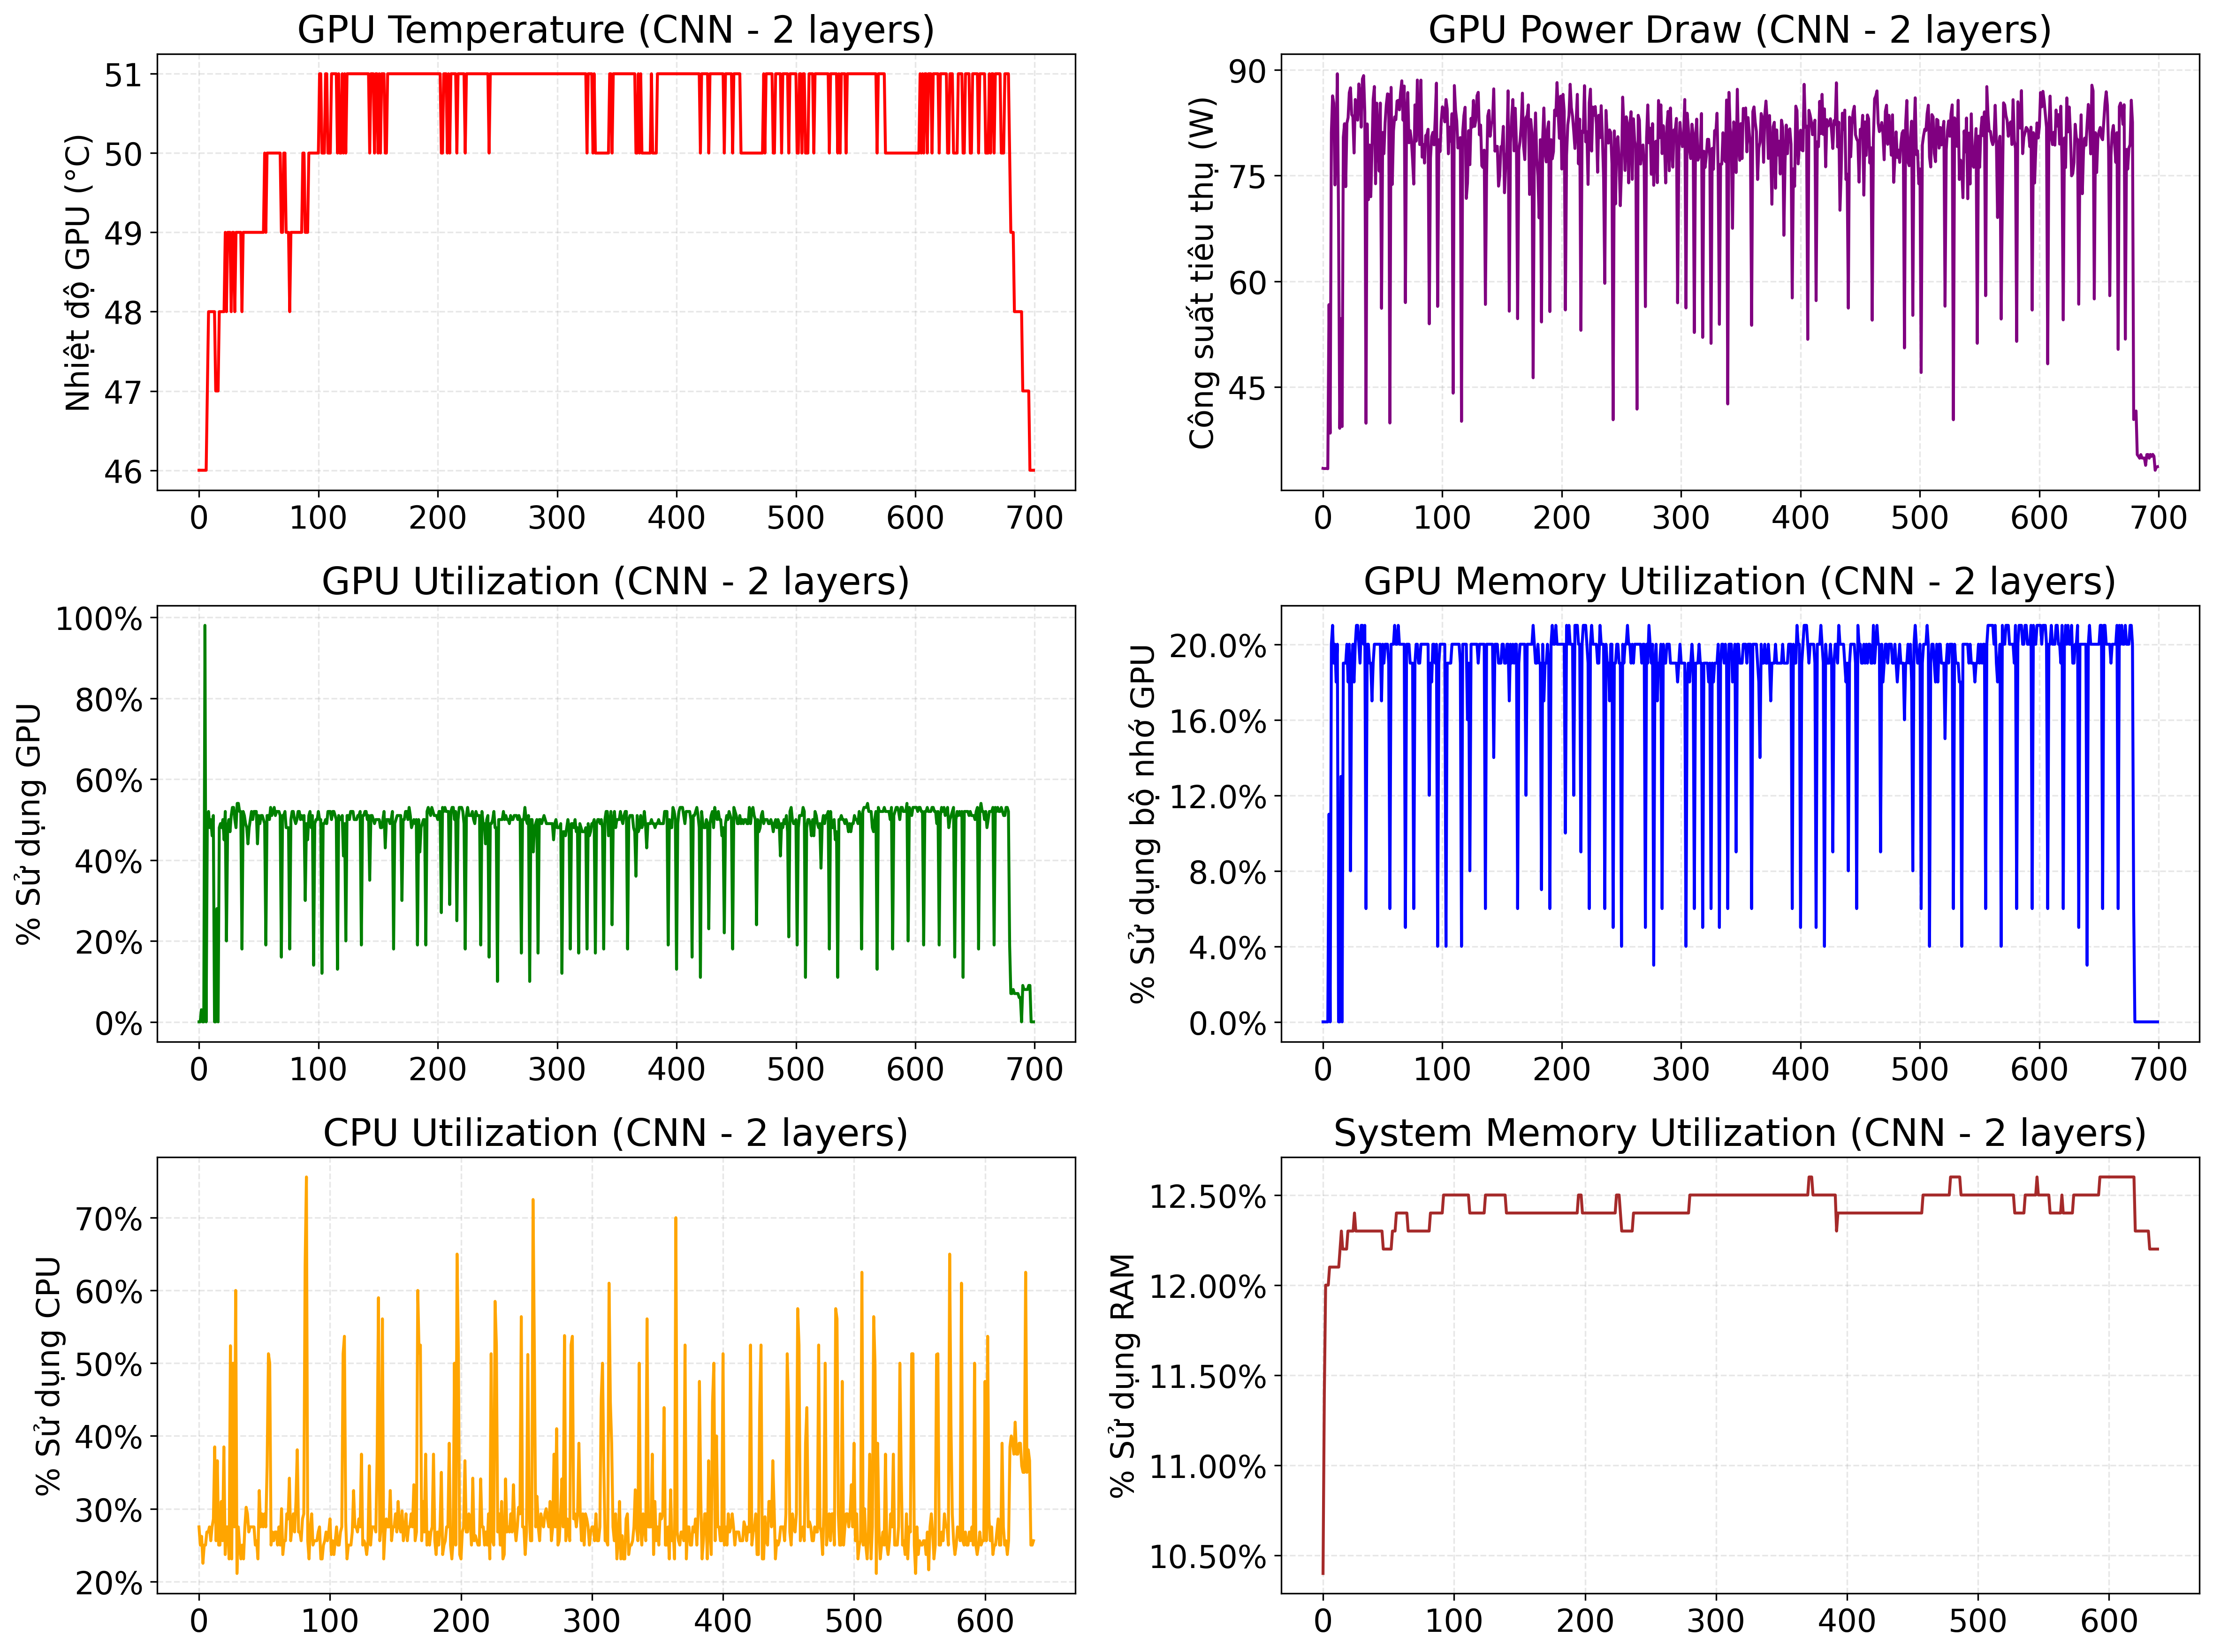 GPU Temperature (CNN - 2 layers)
Nhiệt độ GPU (°C)
51
50
49
48
47
46
0 100 200 300 400 500 600 700
GPU Power Draw (CNN - 2 layers)
Công suất tiêu thụ (W)
90
75
60
45
0 100 200 300 400 500 600 700
GPU Utilization (CNN - 2 layers)
% Sử dụng GPU
100%
80%
60%
40%
20%
0%
0 100 200 300 400 500 600 700
GPU Memory Utilization (CNN - 2 layers)
% Sử dụng bộ nhớ GPU
20.0%
16.0%
12.0%
8.0%
4.0%
0.0%
0 100 200 300 400 500 600 700
CPU Utilization (CNN - 2 layers)
% Sử dụng CPU
70%
60%
50%
40%
30%
20%
0 100 200 300 400 500 600
System Memory Utilization (CNN - 2 layers)
% Sử dụng RAM
12.50%
12.00%
11.50%
11.00%
10.50%
0 100 200 300 400 500 600